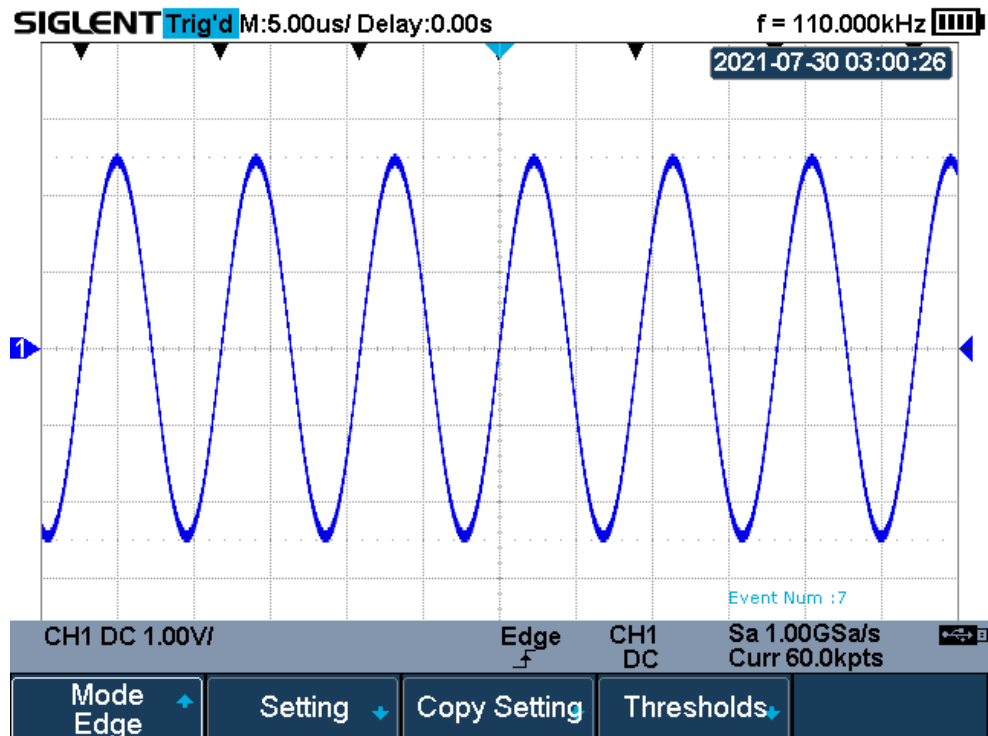 SIGLENT Trig'd M:5.00us/ Delay:0.00s f = 110.000kHz
2021-07-30 03:00:26
1
Event Num :7
CH1 DC 1.00V/ Edge CH1 Sa 1.00GSa/s
DC Curr 60.0kpts
Mode Setting Copy Setting Thresholds
Edge